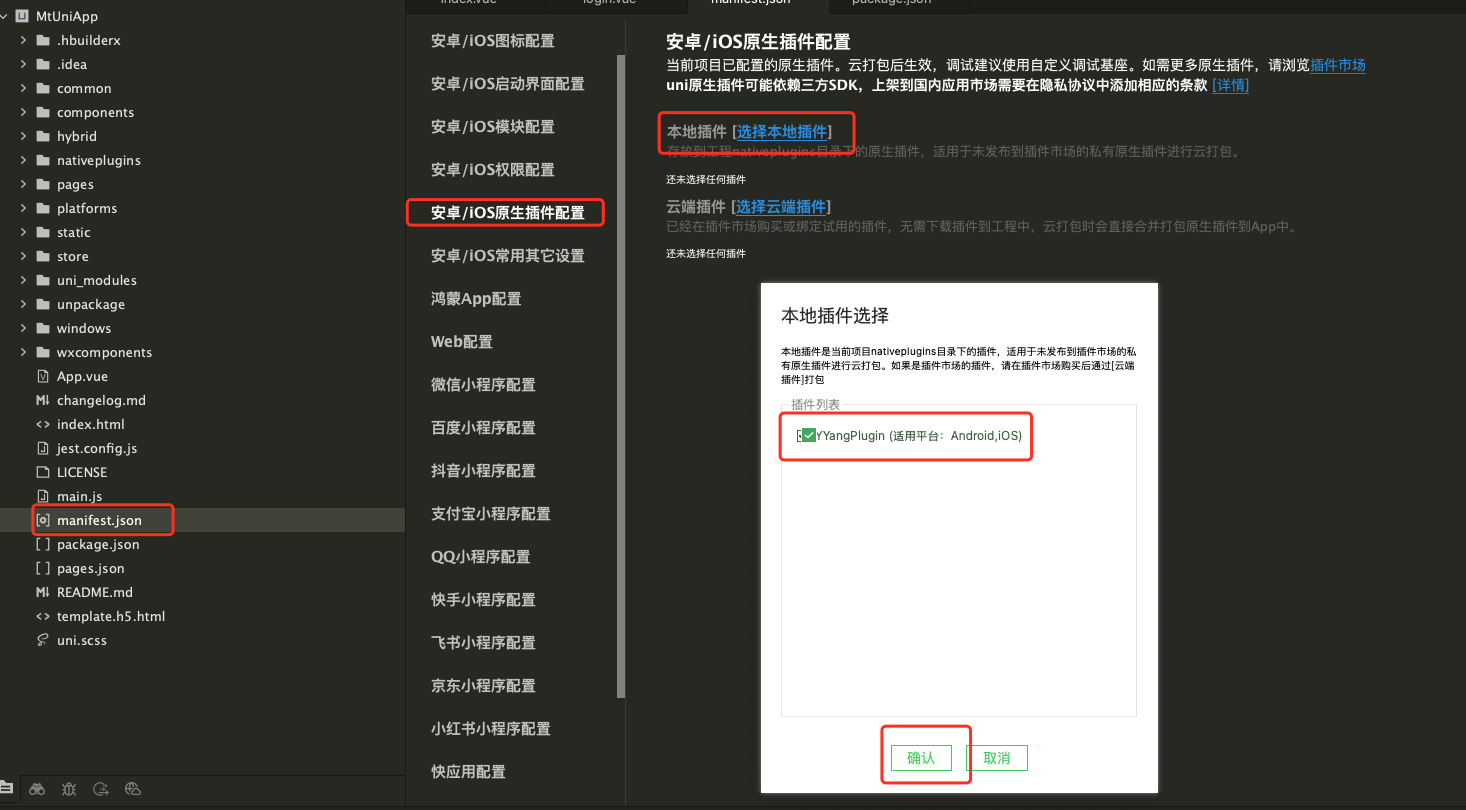 MtUniApp
.hbuilderx
.idea
common
components
hybrid
nativeplugins
pages
platforms
static
store
uni_modules
unpackage
windows
wxcomponents
App.vue
changelog.md
index.html
jest.config.js
LICENSE
main.js
manifest.json
package.json
pages.json
README.md
template.h5.html
uni.scss
index.vue
login.vue
manifest.json
package.json
安卓/iOS图标配置
安卓/iOS启动界面配置
安卓/iOS模块配置
安卓/iOS权限配置
安卓/iOS原生插件配置
安卓/iOS常用其它设置
鸿蒙App配置
Web配置
微信小程序配置
百度小程序配置
抖音小程序配置
支付宝小程序配置
QQ小程序配置
快手小程序配置
飞书小程序配置
京东小程序配置
小红书小程序配置
快应用配置
安卓/iOS原生插件配置
当前项目已配置的原生插件。云打包后生效，调试建议使用自定义调试基座。如需更多原生插件，请浏览插件市场
uni原生插件可能依赖三方SDK，上架到国内应用市场需要在隐私协议中添加相应的条款 [详情]
本地插件 [选择本地插件]
存放到工程nativeplugins目录下的原生插件，适用于未发布到插件市场的私有原生插件进行云打包。
还未选择任何插件
云端插件 [选择云端插件]
已经在插件市场购买或绑定试用的插件，无需下载插件到工程中，云打包时会直接合并打包原生插件到App中。
还未选择任何插件
本地插件选择
本地插件是当前项目nativeplugins目录下的插件，适用于未发布到插件市场的私
有原生插件进行云打包。如果是插件市场的插件，请在插件市场购买后通过[云端
插件]打包
插件列表
YYangPlugin (适用平台：Android,iOS)
确认
取消